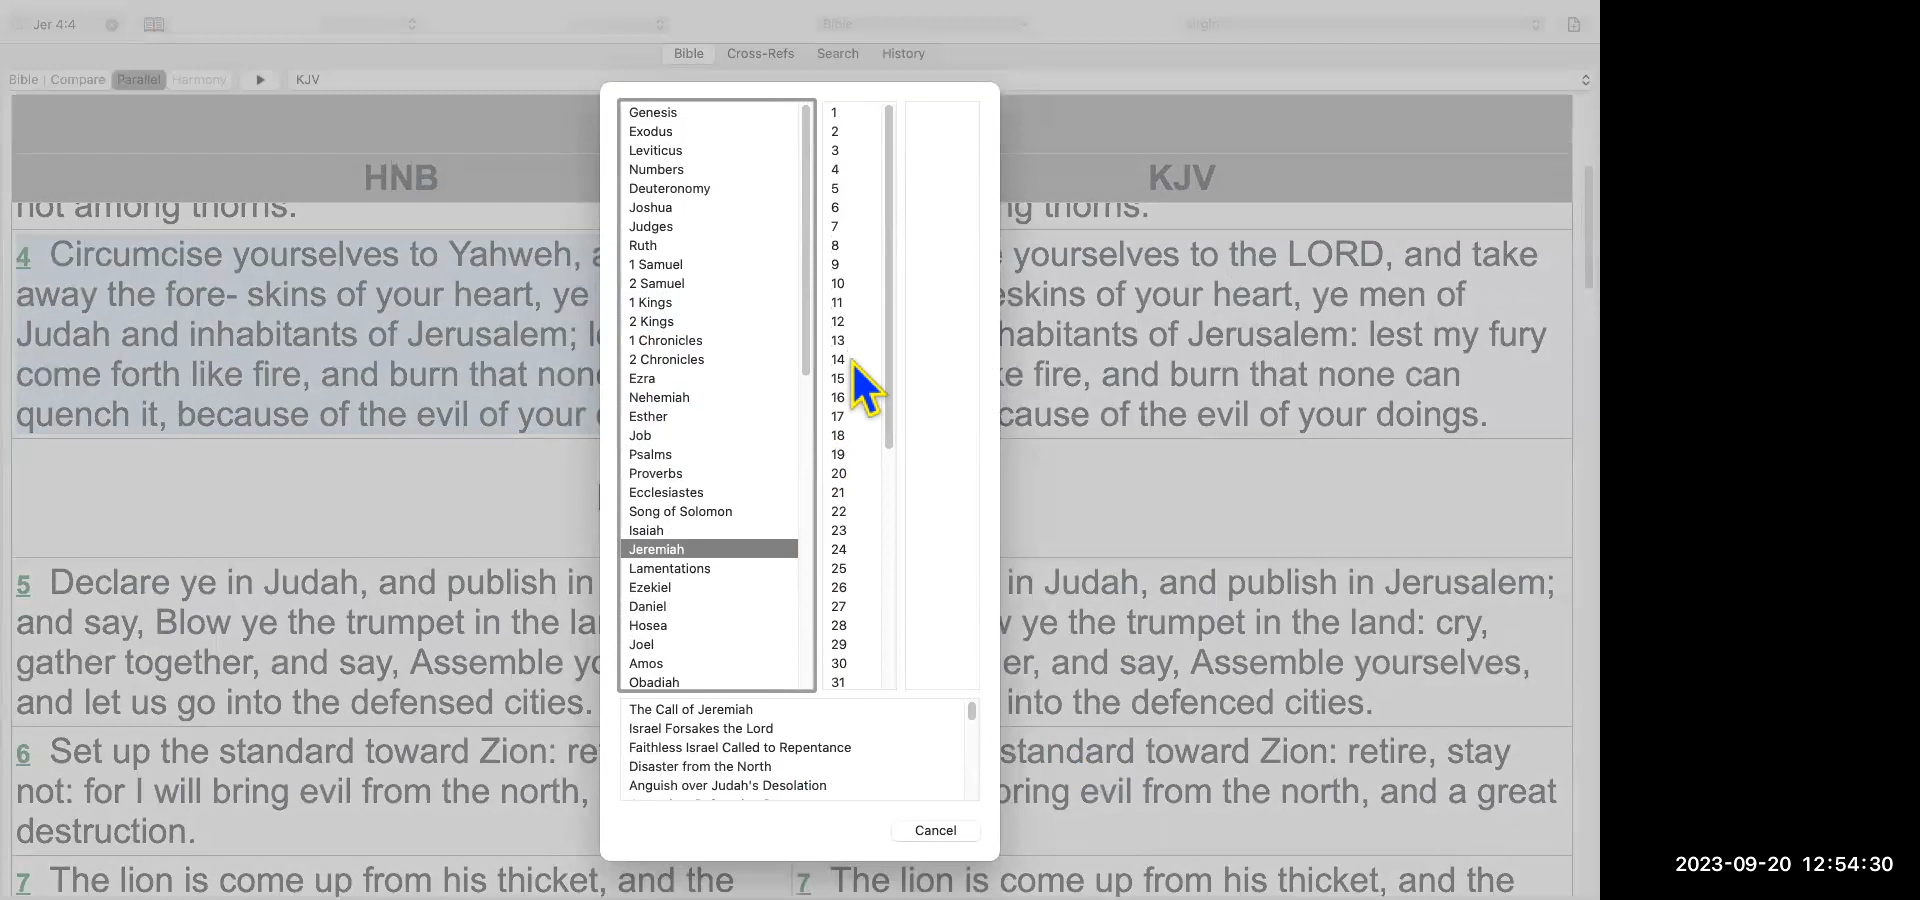 Jer 4:4
Bible
virgin
Bible
Cross-Refs
Search
History
Bible
Compare
Parallel
Harmony
KJV
HNB
KJV
not among thorns.
ng thorns.
4 Circumcise yourselves to Yahweh, a
away the fore- skins of your heart, ye
Judah and inhabitants of Jerusalem; l
come forth like fire, and burn that non
quench it, because of the evil of your
yourselves to the LORD, and take
eskins of your heart, ye men of
habitants of Jerusalem: lest my fury
ke fire, and burn that none can
cause of the evil of your doings.
5 Declare ye in Judah, and publish in
and say, Blow ye the trumpet in the la
gather together, and say, Assemble yo
and let us go into the defensed cities.
in Judah, and publish in Jerusalem;
ye the trumpet in the land: cry,
er, and say, Assemble yourselves,
into the defenced cities.
6 Set up the standard toward Zion: re
not: for I will bring evil from the north,
destruction.
standard toward Zion: retire, stay
bring evil from the north, and a great
7 The lion is come up from his thicket, and the
7 The lion is come up from his thicket, and the
Genesis
Exodus
Leviticus
Numbers
Deuteronomy
Joshua
Judges
Ruth
1 Samuel
2 Samuel
1 Kings
2 Kings
1 Chronicles
2 Chronicles
Ezra
Nehemiah
Esther
Job
Psalms
Proverbs
Ecclesiastes
Song of Solomon
Isaiah
Jeremiah
Lamentations
Ezekiel
Daniel
Hosea
Joel
Amos
Obadiah
1
2
3
4
5
6
7
8
9
10
11
12
13
14
15
16
17
18
19
20
21
22
23
24
25
26
27
28
29
30
31
The Call of Jeremiah
Israel Forsakes the Lord
Faithless Israel Called to Repentance
Disaster from the North
Anguish over Judah's Desolation
Cancel
2023-09-20 12:54:30